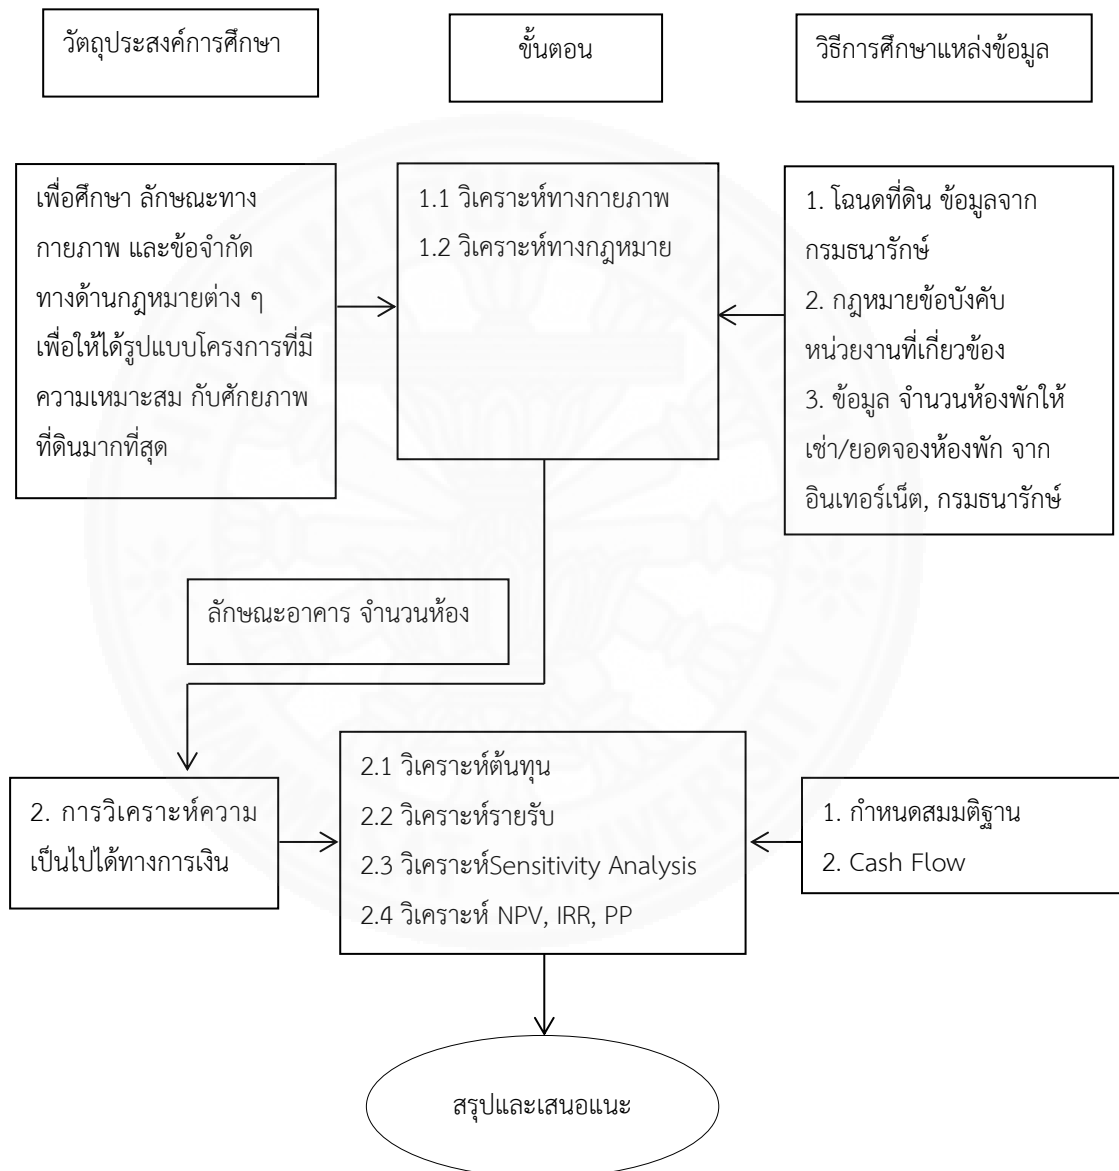 วัตถุประสงค์การศึกษา
ขั้นตอน
วิธีการศึกษาแหล่งข้อมูล
เพื่อศึกษา ลักษณะทาง
กายภาพ และข้อจำกัด
ทางด้านกฎหมายต่าง ๆ
เพื่อให้ได้รูปแบบโครงการที่มี
ความเหมาะสม กับศักยภาพ
ที่ดินมากที่สุด
1.1 วิเคราะห์ทางกายภาพ
1.2 วิเคราะห์ทางกฎหมาย
1. โฉนดที่ดิน ข้อมูลจาก
กรมธนารักษ์
2. กฎหมายข้อบังคับ
หน่วยงานที่เกี่ยวข้อง
3. ข้อมูล จำนวนห้องพักให้
เช่า/ยอดจองห้องพัก จาก
อินเทอร์เน็ต, กรมธนารักษ์
ลักษณะอาคาร จำนวนห้อง
2. การวิเคราะห์ความ
เป็นไปได้ทางการเงิน
2.1 วิเคราะห์ต้นทุน
2.2 วิเคราะห์รายรับ
2.3 วิเคราะห์Sensitivity Analysis
2.4 วิเคราะห์ NPV, IRR, PP
1. กำหนดสมมติฐาน
2. Cash Flow
สรุปและเสนอแนะ